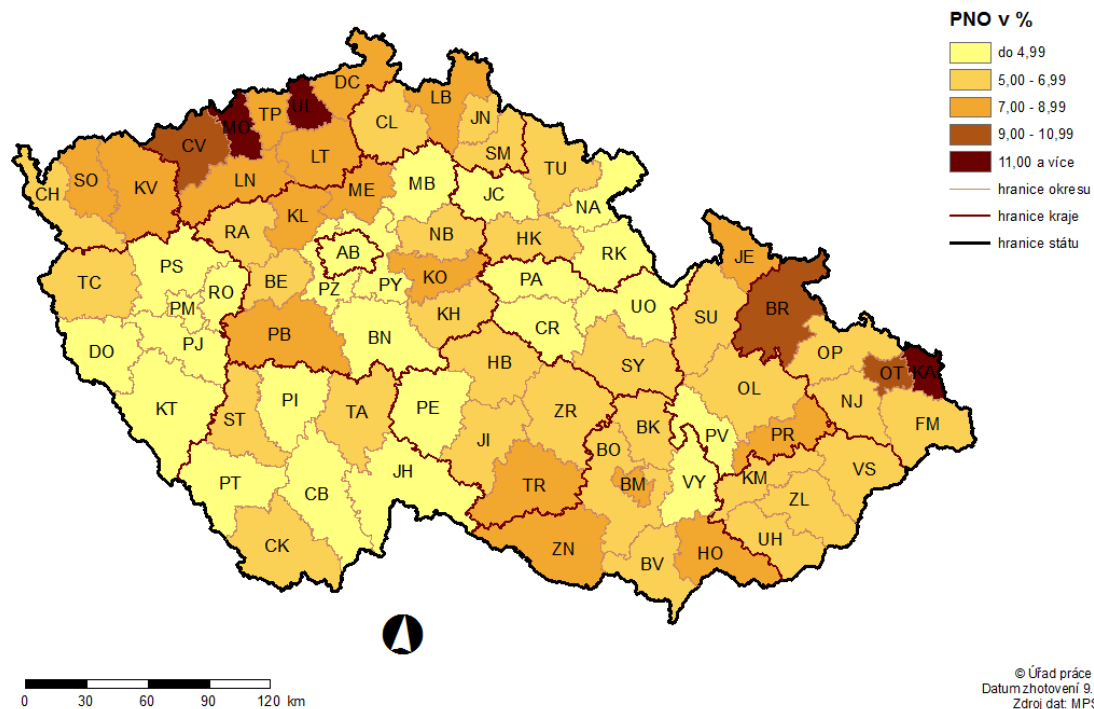 PNO v %
do 4,99
5,00 - 6,99
7,00 - 8,99
9,00 - 10,99
11,00 a více
hranice okresu
hranice kraje
hranice státu
DC
LB
UL
TP
MO
JN
CL
CV
LT
SM
TU
SO
KV
LN
ME
MB
JC
CH
NA
KL
RA
NB
HK
AB
RK
JE
PS
KO
TC
RO
BE
PZ
PY
PA
PM
UO
BR
KH
SU
CR
PB
BN
DO
PJ
OP
HB
SY
OT
KA
OL
KT
PI
PE
ZR
NJ
ST
TA
FM
JI
BK
PV
PR
BO
VS
JH
KM
PT
CB
TR
BM
VY
ZL
UH
CK
ZN
BV
HO
0 30 60 90 120 km
© Úřad práce
Datum zhotovení 9.
Zdroj dat: MPS